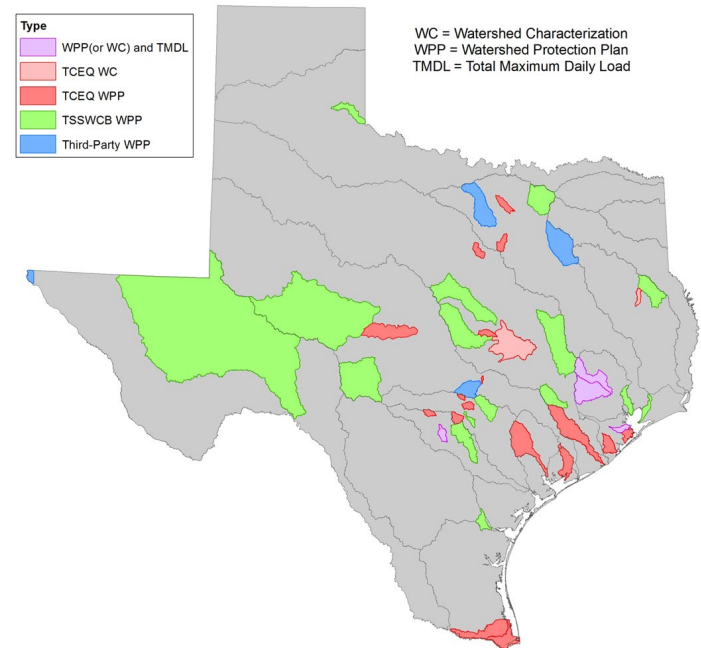 Type
WPP(or WC) and TMDL
TCEQ WC
TCEQ WPP
TSSWCB WPP
Third-Party WPP
WC = Watershed Characterization
WPP = Watershed Protection Plan
TMDL = Total Maximum Daily Load